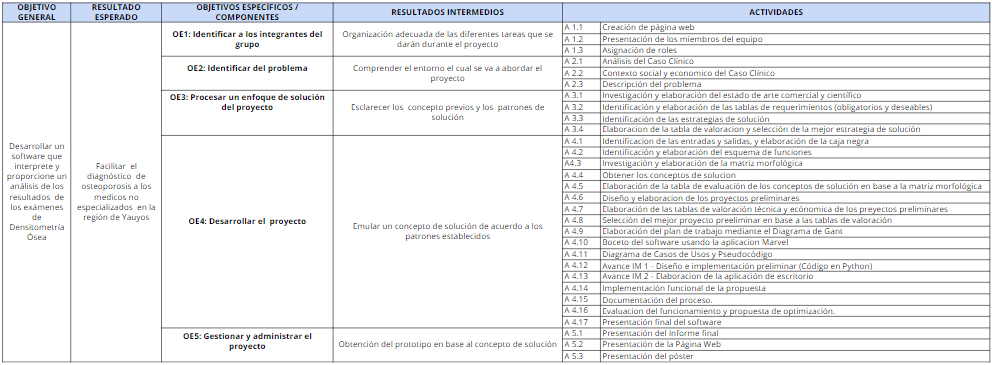 OBJETIVO GENERAL
RESULTADO ESPERADO
OBJETIVOS ESPECÍFICOS / COMPONENTES
RESULTADOS INTERMEDIOS
ACTIVIDADES
Desarrollar un
software que
interprete y
proporcione un
análisis de los
resultados de
los exámenes
de
Densitometría
Ósea
Facilitar el
diagnóstico de
osteoporosis a los
medicos no
especializados en la
región de Yauyos
OE1: Identificar a los integrantes del
grupo
Organización adecuada de las diferentes tareas que se
darán durante el proyecto
A 1.1 Creación de página web
A 1.2 Presentación de los miembros del equipo
A 1.3 Asignación de roles
OE2: Identificar del problema
Comprender el entorno el cual se va a abordar el
proyecto
A 2.1 Análisis del Caso Clínico
A 2.2 Contexto social y economico del Caso Clínico
A 2.3 Descripción del problema
OE3: Procesar un enfoque de solución
del proyecto
Esclarecer los concepto previos y los patrones de
solución
A 3.1 Investigación y elaboración del estado de arte comercial y científico
A 3.2 Identificación y elaboración de las tablas de requerimientos (obligatorios y deseables)
A 3.3 Identificación de las estrategias de solución
A 3.4 Elaboracion de la tabla de valoracion y selección de la mejor estrategia de solución
OE4: Desarrollar el proyecto
Emular un concepto de solución de acuerdo a los
patrones establecidos
A 4.1 Identificacion de las entradas y salidas, y elaboración de la caja negra
A 4.2 Identificación y elaboración del esquema de funciones
A4.3 Investigación y elaboración de la matriz morfológica
A 4.4 Obtener los conceptos de solucion
A 4.5 Elaboración de la tabla de evaluación de los conceptos de solución en base a la matriz morfológica
A 4.6 Diseño y elaboracion de los proyectos preliminares
A 4.7 Elaboración de las tablas de valoración técnica y ecónomica de los preyectos preliminares
A 4.8 Selección del mejor proyecto preeliminar en base a las tablas de valoración
A 4.9 Elaboración del plan de trabajo mediante el Diagrama de Gant
A 4.10 Boceto del software usando la aplicacion Marvel
A 4.11 Diagrama de Casos de Usos y Pseudocódigo
A 4.12 Avance IM 1 - Diseño e implementación preliminar (Código en Python)
A 4.13 Avance IM 2 - Elaboracion de la aplicación de escritorio
A 4.14 Implementación funcional de la propuesta
A 4.15 Documentación del proceso.
A 4.16 Evaluacion del funcionamiento y propuesta de optimización.
A 4.17 Presentación final del software
OE5: Gestionar y administrar el
proyecto
Obtención del prototipo en base al concepto de solución
A 5.1 Presentación del Informe final
A 5.2 Presentación de la Página Web
A 5.3 Presentación del póster